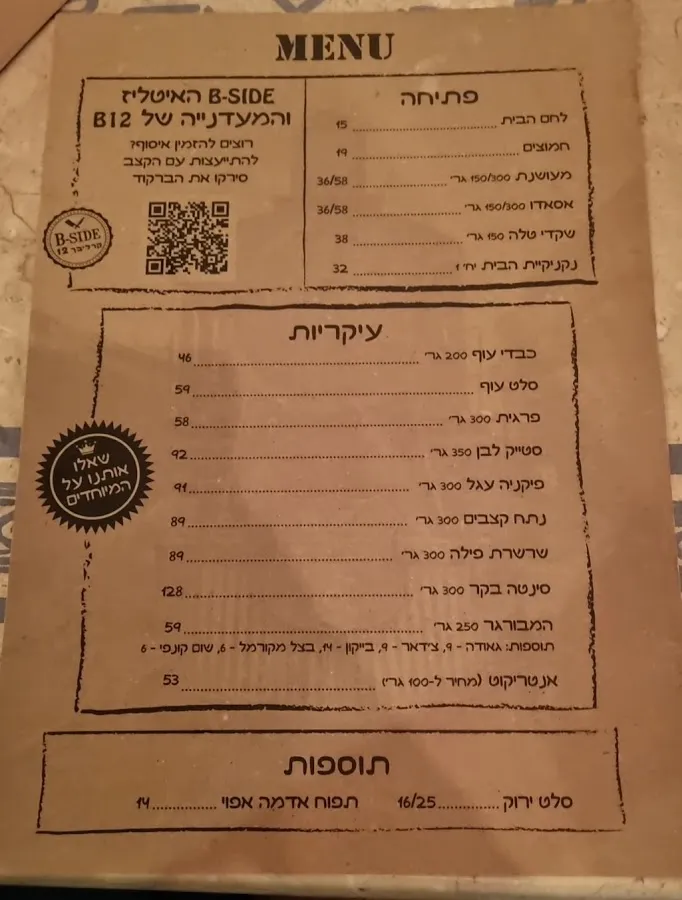 MENU
פתיחה
לחם הבית 15
חמוצים 19
מעושנת 150/300 גר' 36/58
אסאדו 150/300 גר' 36/58
שקדי טלה 150 גר' 38
נקניקיית הבית יח' 1 32
B-SIDE האיטליז
והמעדנייה של B12
רוצים להזמין איסוף?
להתייעצות עם הקצב
סירקו את הברקוד
B-SIDE
קרליבך 12
עיקריות
כבדי עוף 200 גר' 46
סלט עוף 59
פרגית 300 גר' 58
סטייק לבן 350 גר' 92
פיקניה עגל 300 גר' 91
נתח קצבים 300 גר' 89
שרשרת פילה 300 גר' 89
סינטה בקר 300 גר' 128
המבורגר 250 גר' 59
תוספות: גאודה - 9, צ'דאר - 9, בייקון - 14, בצל מקורמל - 6, שום קונפי - 6
אנטריקוט (מחיר ל-100 גר') 53
שאלו
אותנו על
המיוחדים
תוספות
סלט ירוק 16/25 תפוח אדמה אפוי 14